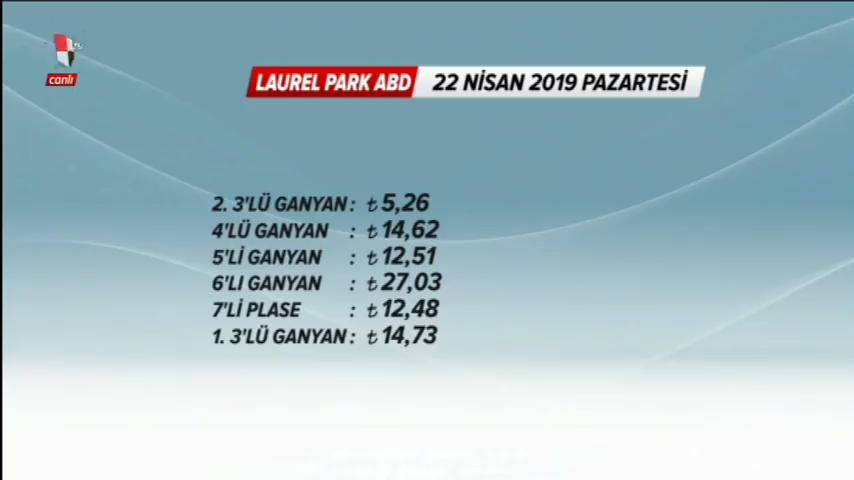 canlı
LAUREL PARK ABD 22 NİSAN 2019 PAZARTESİ
2. 3'LÜ GANYAN : ₺ 5,26
4'LÜ GANYAN : ₺ 14,62
5'Lİ GANYAN : ₺ 12,51
6'LI GANYAN : ₺ 27,03
7'Lİ PLASE : ₺ 12,48
1. 3'LÜ GANYAN : ₺ 14,73